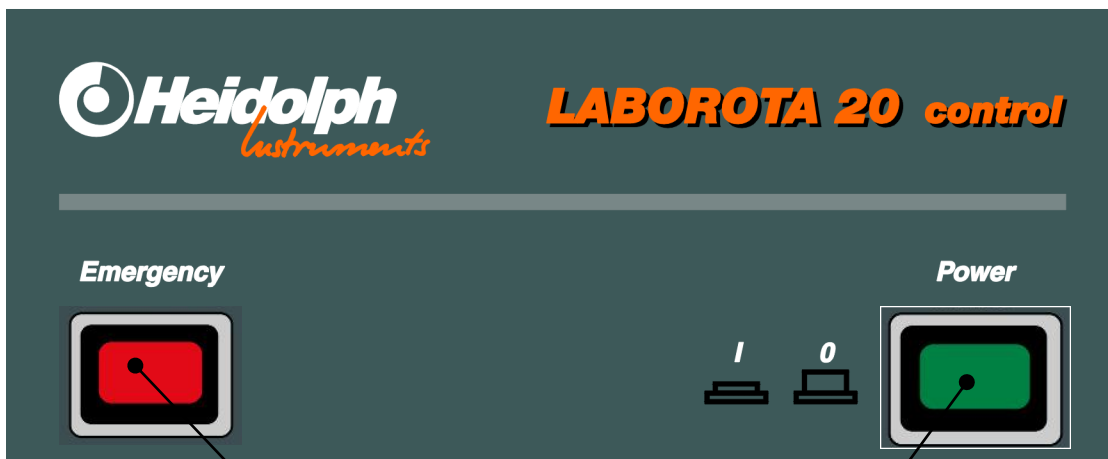 Heidolph
Instruments
LABOROTA 20 control
Emergency
Power
I 0